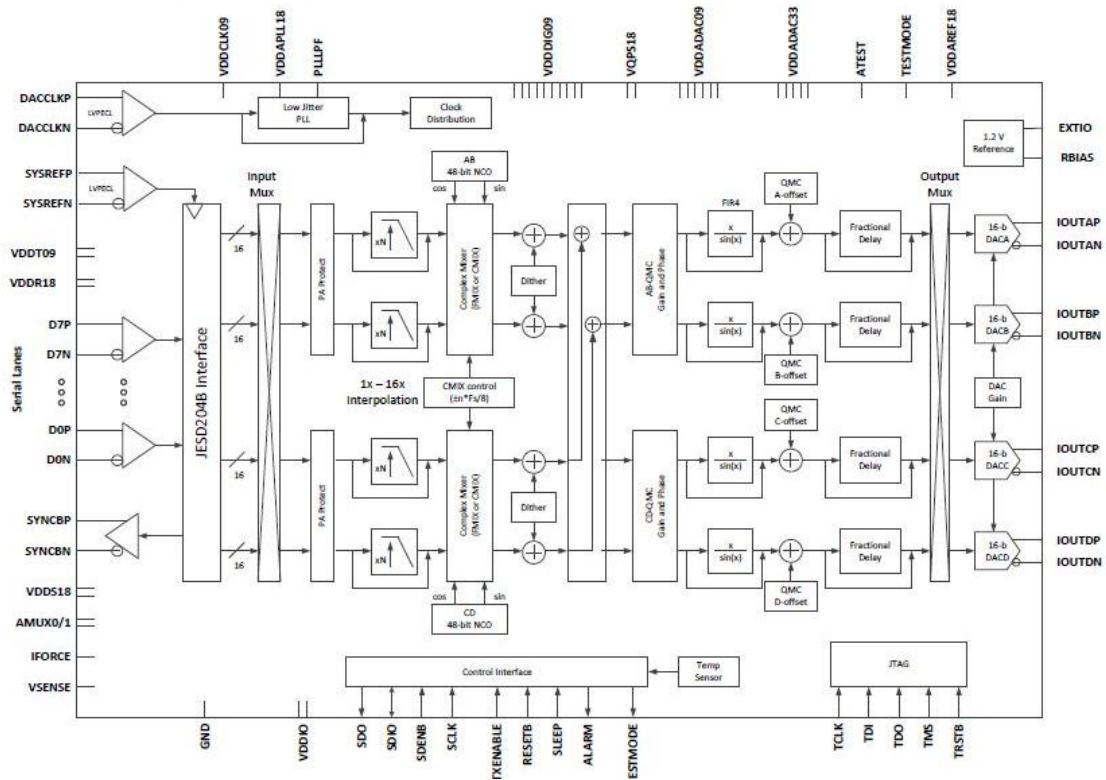 VDDCLK09
VDDAPLL18
PLLLPF
VDDDIG09
VQPS18
VDDADAC09
VDDADAC33
ATEST
TESTMODE
VDDAREF18
DACCLKP
LVPECL
DACCLKN
Low Jitter
PLL
Clock
Distribution
1.2 V
Reference
EXTIO
RBIAS
SYSREFP
LVPECL
SYSREFN
Input
Mux
AB
48-bit NCO
cos
sin
QMC
A-offset
Output
Mux
VDDT09
VDDR18
D7P
D7N
Serial Lanes
D0P
D0N
SYNCBP
SYNCBN
VDDS18
AMUX0/1
IFORCE
VSENSE
JESD204B Interface
16
16
16
16
PA Protect
xN
xN
Complex Mixer
(FMIX or CMIX)
Dither
AB-QMC
Gain and Phase
FIR4
x
sin(x)
x
sin(x)
Fractional
Delay
Fractional
Delay
QMC
B-offset
16-b
DACA
IOUTAP
IOUTAN
16-b
DACB
IOUTBP
IOUTBN
1x – 16x
Interpolation
CMIX control
(±n*Fs/8)
DAC
Gain
QMC
C-offset
PA Protect
xN
xN
Complex Mixer
(FMIX or CMIX)
Dither
CD-QMC
Gain and Phase
x
sin(x)
x
sin(x)
Fractional
Delay
Fractional
Delay
QMC
D-offset
16-b
DACC
IOUTCP
IOUTCN
16-b
DACD
IOUTDP
IOUTDN
cos
sin
CD
48-bit NCO
Control Interface
Temp
Sensor
JTAG
GND
VDDIO
SDO
SDIO
SDENB
SCLK
TXENABLE
RESETB
SLEEP
ALARM
ESTMODE
TCLK
TDI
TDO
TMS
TRSTB